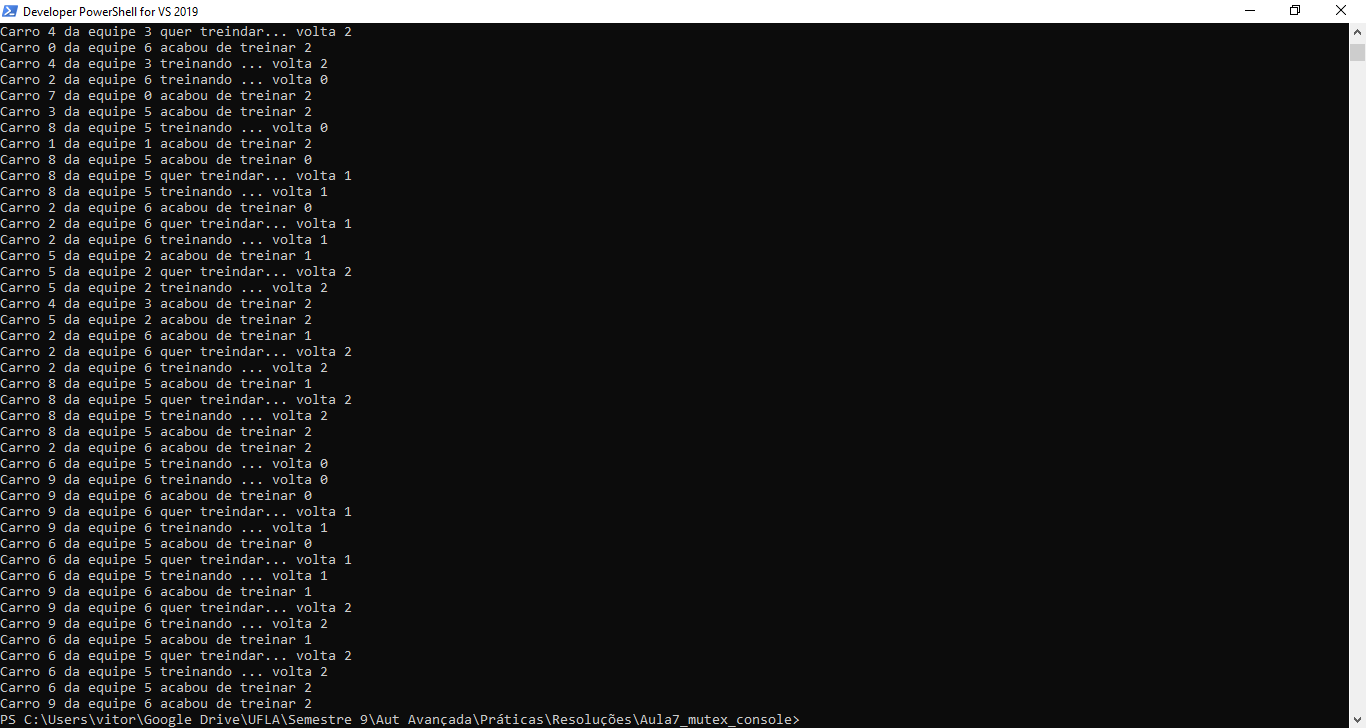 Developer PowerShell for VS 2019
Carro 4 da equipe 3 quer treindar... volta 2
Carro 0 da equipe 6 acabou de treinar 2
Carro 4 da equipe 3 treinando ... volta 2
Carro 2 da equipe 6 treinando ... volta 0
Carro 7 da equipe 0 acabou de treinar 2
Carro 3 da equipe 5 acabou de treinar 2
Carro 8 da equipe 5 treinando ... volta 0
Carro 1 da equipe 1 acabou de treinar 2
Carro 8 da equipe 5 acabou de treinar 0
Carro 8 da equipe 5 quer treindar... volta 1
Carro 8 da equipe 5 treinando ... volta 1
Carro 2 da equipe 6 acabou de treinar 0
Carro 2 da equipe 6 quer treindar... volta 1
Carro 2 da equipe 6 treinando ... volta 1
Carro 5 da equipe 2 acabou de treinar 1
Carro 5 da equipe 2 quer treindar... volta 2
Carro 5 da equipe 2 treinando ... volta 2
Carro 4 da equipe 3 acabou de treinar 2
Carro 5 da equipe 2 acabou de treinar 2
Carro 2 da equipe 6 acabou de treinar 1
Carro 2 da equipe 6 quer treindar... volta 2
Carro 2 da equipe 6 treinando ... volta 2
Carro 8 da equipe 5 acabou de treinar 1
Carro 8 da equipe 5 quer treindar... volta 2
Carro 8 da equipe 5 treinando ... volta 2
Carro 8 da equipe 5 acabou de treinar 2
Carro 2 da equipe 6 acabou de treinar 2
Carro 6 da equipe 5 treinando ... volta 0
Carro 9 da equipe 6 treinando ... volta 0
Carro 9 da equipe 6 acabou de treinar 0
Carro 9 da equipe 6 quer treindar... volta 1
Carro 9 da equipe 6 treinando ... volta 1
Carro 6 da equipe 5 acabou de treinar 0
Carro 6 da equipe 5 quer treindar... volta 1
Carro 6 da equipe 5 treinando ... volta 1
Carro 9 da equipe 6 acabou de treinar 1
Carro 9 da equipe 6 quer treindar... volta 2
Carro 9 da equipe 6 treinando ... volta 2
Carro 6 da equipe 5 acabou de treinar 1
Carro 6 da equipe 5 quer treindar... volta 2
Carro 6 da equipe 5 treinando ... volta 2
Carro 6 da equipe 5 acabou de treinar 2
Carro 9 da equipe 6 acabou de treinar 2
PS C:\Users\vitor\Google Drive\UFLA\Semestre 9\Aut Avançada\Práticas\Resoluções\Aula7_mutex_console>